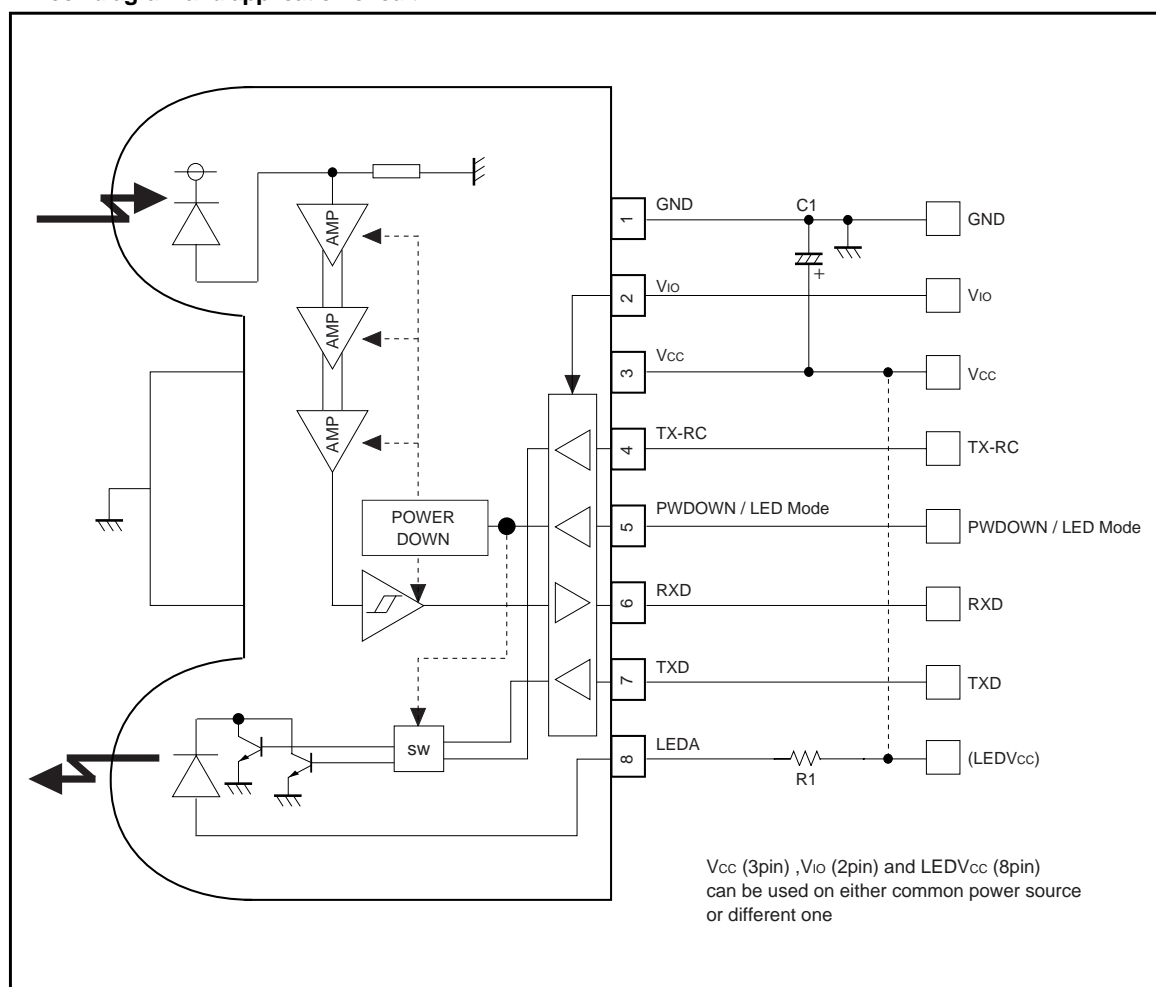 AMP
AMP
AMP
POWER
DOWN
SW
1
GND
C1
+
GND
2
VIO
VIO
3
VCC
VCC
4
TX-RC
TX-RC
5
PWDOWN / LED Mode
PWDOWN / LED Mode
6
RXD
RXD
7
TXD
TXD
8
LEDA
R1
(LEDVCC)
VCC (3pin) ,VIO (2pin) and LEDVCC (8pin)
can be used on either common power source
or different one